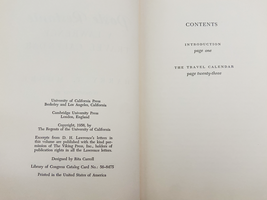 University of California Press
Berkeley and Los Angeles, California
Cambridge University Press
London, England
Copyright, 1956, by
The Regents of the University of California
Excerpts from D. H. Lawrence's letters in
this volume are published with the kind per-
mission of The Viking Press, Inc., holders of
publication rights in all the Lawrence letters.
Designed by Rita Carroll
Library of Congress Catalog Card No.: 56-8479
Printed in the United States of America
CONTENTS
INTRODUCTION
page one
THE TRAVEL CALENDAR
page twenty-three